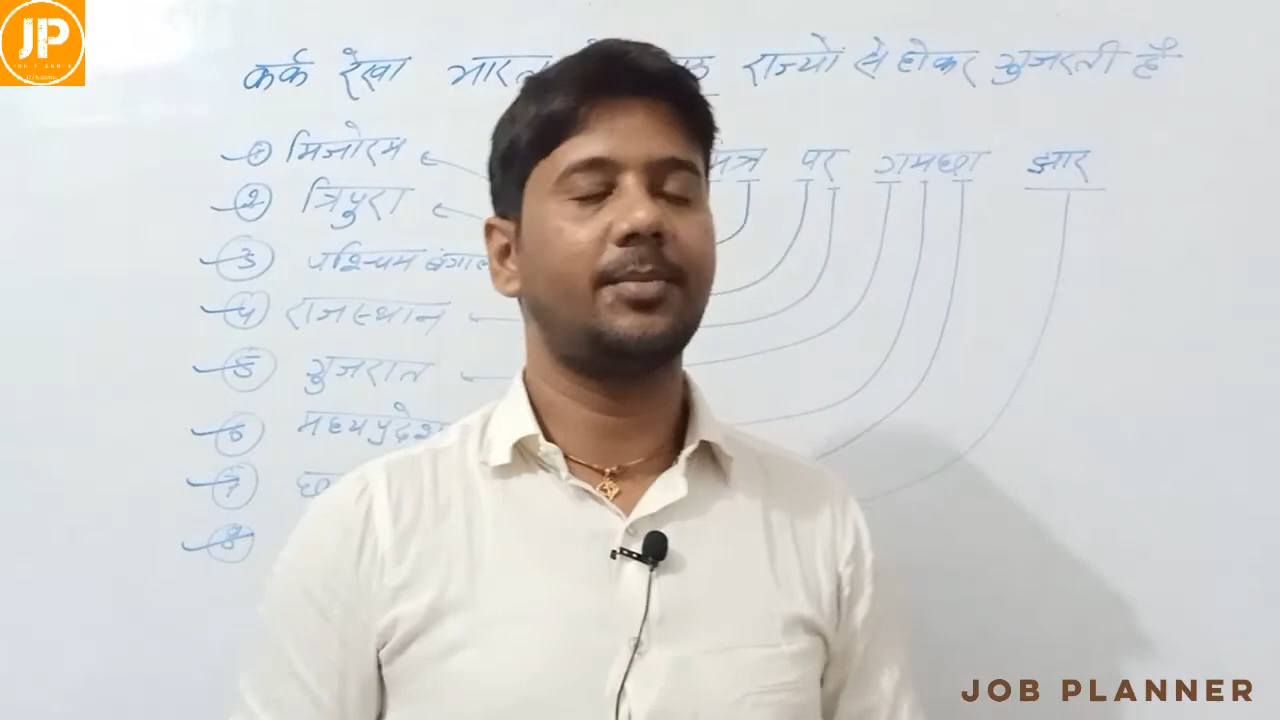 JP
कर्क रेखा भारत राज्यो से होकर गुजरती है
① मिजोरम
मित्र पर गमछा झार
② त्रिपुरा
③ पश्चिम बंगाल
④ राजस्थान
⑤ गुजरात
⑥ मध्यप्रदेश
⑦ छ
⑧
JOB PLANNER